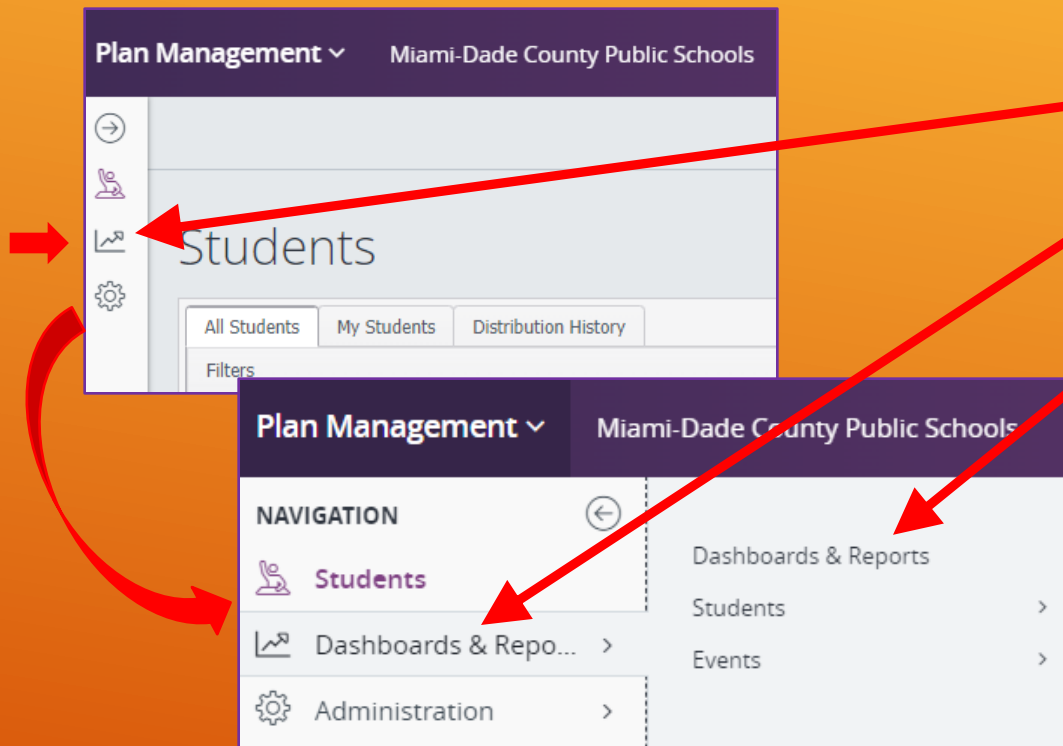 Plan Management Miami-Dade County Public Schools
Students
All Students My Students Distribution History
Filters
Plan Management Miami-Dade County Public Schools
NAVIGATION
Students
Dashboards & Repo...
Administration
Dashboards & Reports
Students
Events